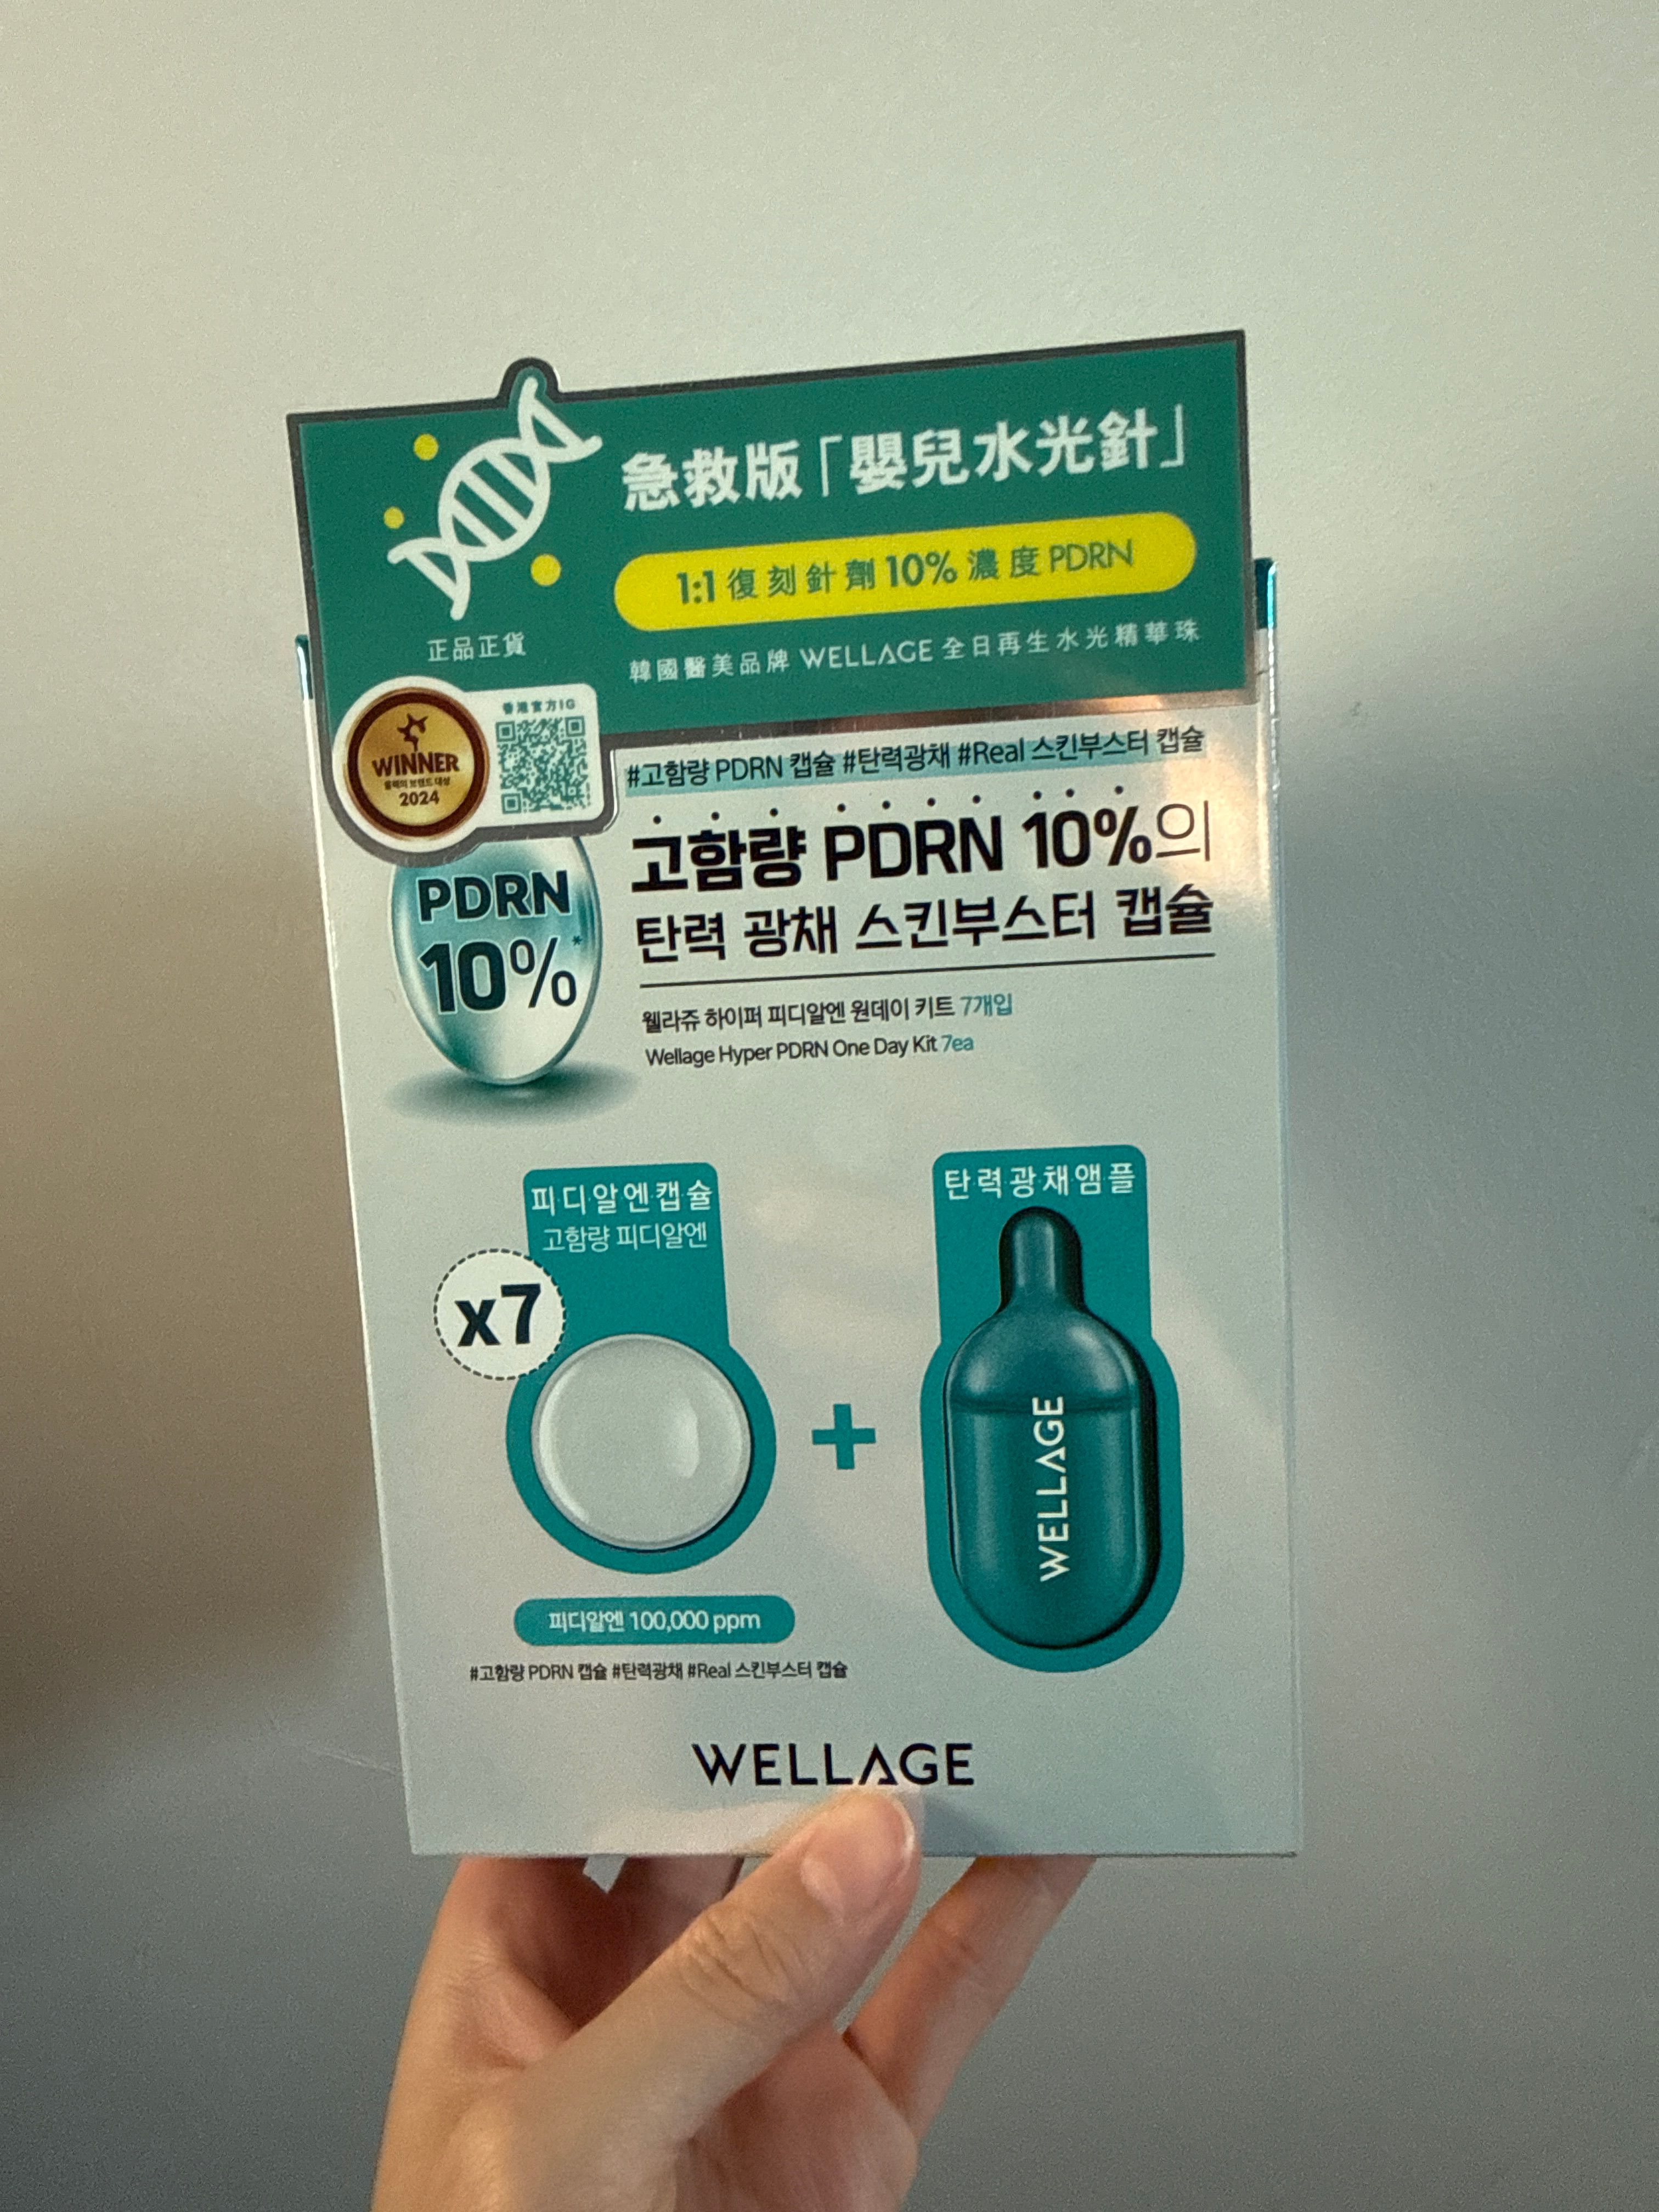 急救版「嬰兒水光針」
1:1 復刻針劑 10% 濃度 PDRN
韓國醫美品牌 WELLAGE 全日再生水光精華珠
正品正貨
WINNER
올해의 브랜드 대상
2024
香港官方IG
#고함량 PDRN 캡슐 #탄력광채 #Real 스킨부스터 캡슐
고함량 PDRN 10%의
탄력 광채 스킨부스터 캡슐
PDRN
10%*
웰라쥬 하이퍼 피디알엔 원데이 키트 7개입
Wellage Hyper PDRN One Day Kit 7ea
피디알엔캡슐
고함량 피디알엔
x7
탄력광채앰플
+
WELLAGE
피디알엔 100,000 ppm
#고함량 PDRN 캡슐 #탄력광채 #Real 스킨부스터 캡슐
WELLAGE